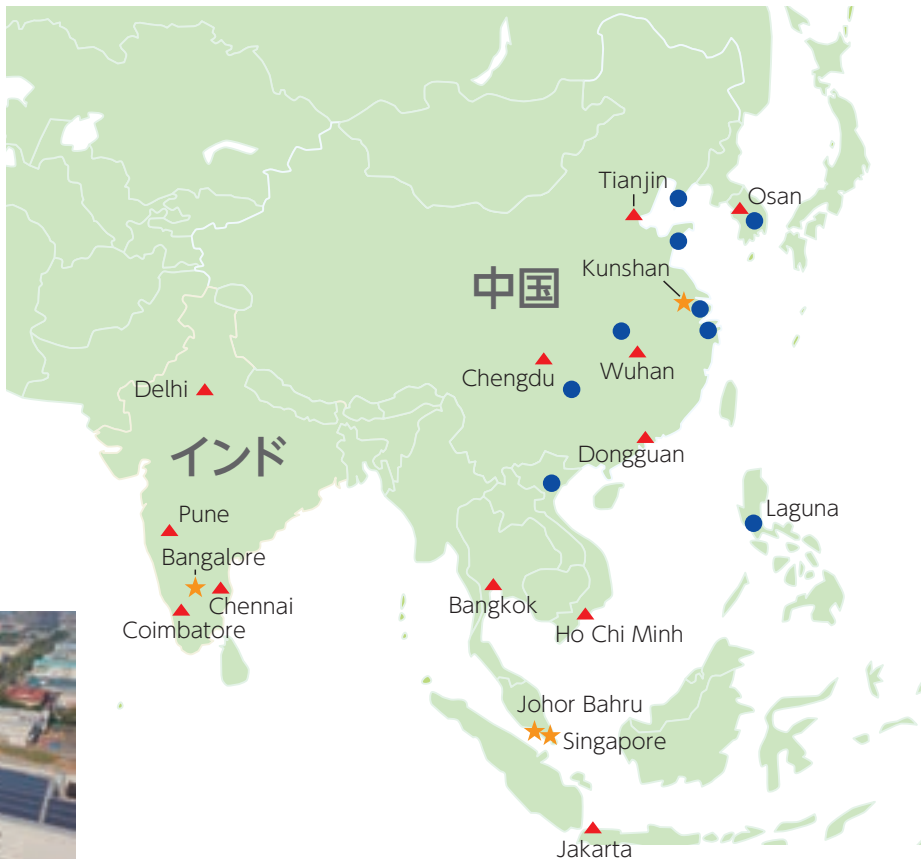 Tianjin
Osan
Kunshan
中国
Chengdu
Wuhan
Delhi
Dongguan
インド
Laguna
Pune
Bangalore
Chennai
Bangkok
Coimbatore
Ho Chi Minh
Johor Bahru
Singapore
Jakarta